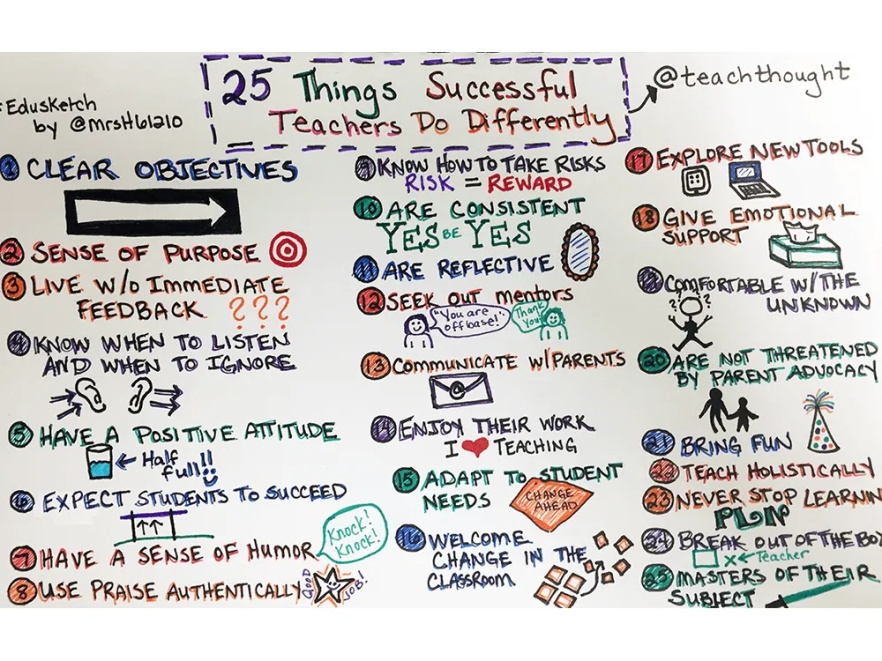 25 Things Successful
Teachers Do Differently
@teachthought
EduSketch
by @mrsH61210
1 CLEAR OBJECTIVES
2 SENSE OF PURPOSE
3 LIVE W/O IMMEDIATE
FEEDBACK ???
4 KNOW WHEN TO LISTEN
AND WHEN TO IGNORE
5 HAVE A POSITIVE ATTITUDE
Half
full!!
6 EXPECT STUDENTS TO SUCCEED
7 HAVE A SENSE OF HUMOR
Knock!
Knock!
8 USE PRAISE AUTHENTICALLY
GOOD
JOB!
9 KNOW HOW TO TAKE RISKS
RISK = REWARD
10 ARE CONSISTENT
YES BE YES
11 ARE REFLECTIVE
12 SEEK OUT mentors
"You are
off base!"
Thank
you!
13 COMMUNICATE W/PARENTS
@
14 ENJOY THEIR WORK
I ❤ TEACHING
15 ADAPT TO STUDENT
NEEDS
CHANGE
AHEAD
16 WELCOME
CHANGE IN THE
CLASSROOM
17 EXPLORE NEW TOOLS
18 GIVE EMOTIONAL
SUPPORT
19 COMFORTABLE W/THE
UNKNOWN
?? ??
20 ARE NOT THREATENED
BY PARENT ADVOCACY
21 BRING FUN
22 TEACH HOLISTICALLY
23 NEVER STOP LEARNIN
PLN
24 BREAK OUT OF THE BO
x ← Teacher
25 MASTERS OF THEIR
SUBJECT